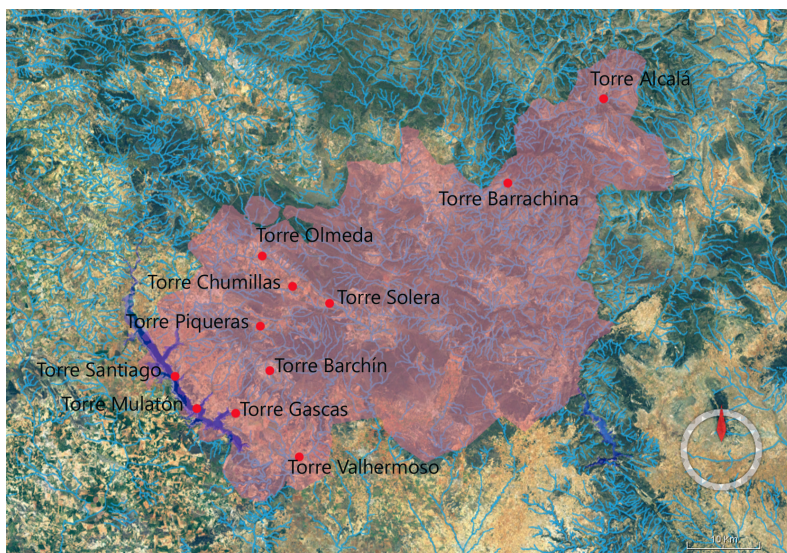 Torre Alcalá
Torre Barrachina
Torre Olmeda
Torre Chumillas
Torre Solera
Torre Piqueras
Torre Barchín
Torre Santiago
Torre Mulatón
Torre Gascas
Torre Valhermoso
10 Km.